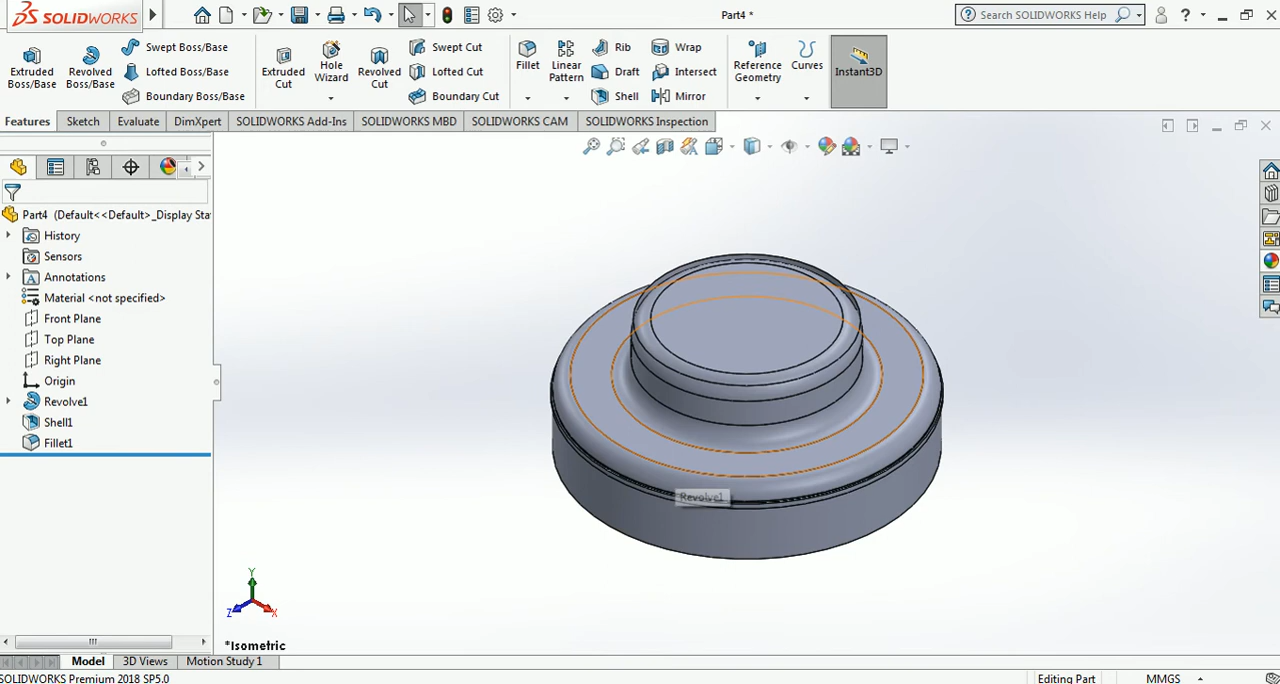 SOLIDWORKS
Part4 *
Search SOLIDWORKS Help
Extruded Boss/Base
Revolved Boss/Base
Swept Boss/Base
Lofted Boss/Base
Boundary Boss/Base
Extruded Cut
Hole Wizard
Revolved Cut
Swept Cut
Lofted Cut
Boundary Cut
Fillet
Linear Pattern
Rib
Draft
Shell
Wrap
Intersect
Mirror
Reference Geometry
Curves
Instant3D
Features
Sketch
Evaluate
DimXpert
SOLIDWORKS Add-Ins
SOLIDWORKS MBD
SOLIDWORKS CAM
SOLIDWORKS Inspection
Part4 (Default<<Default>_Display Sta
History
Sensors
Annotations
Material <not specified>
Front Plane
Top Plane
Right Plane
Origin
Revolve1
Shell1
Fillet1
Revolve1
Y
Z
X
*Isometric
Model
3D Views
Motion Study 1
SOLIDWORKS Premium 2018 SP5.0
Editing Part
MMGS